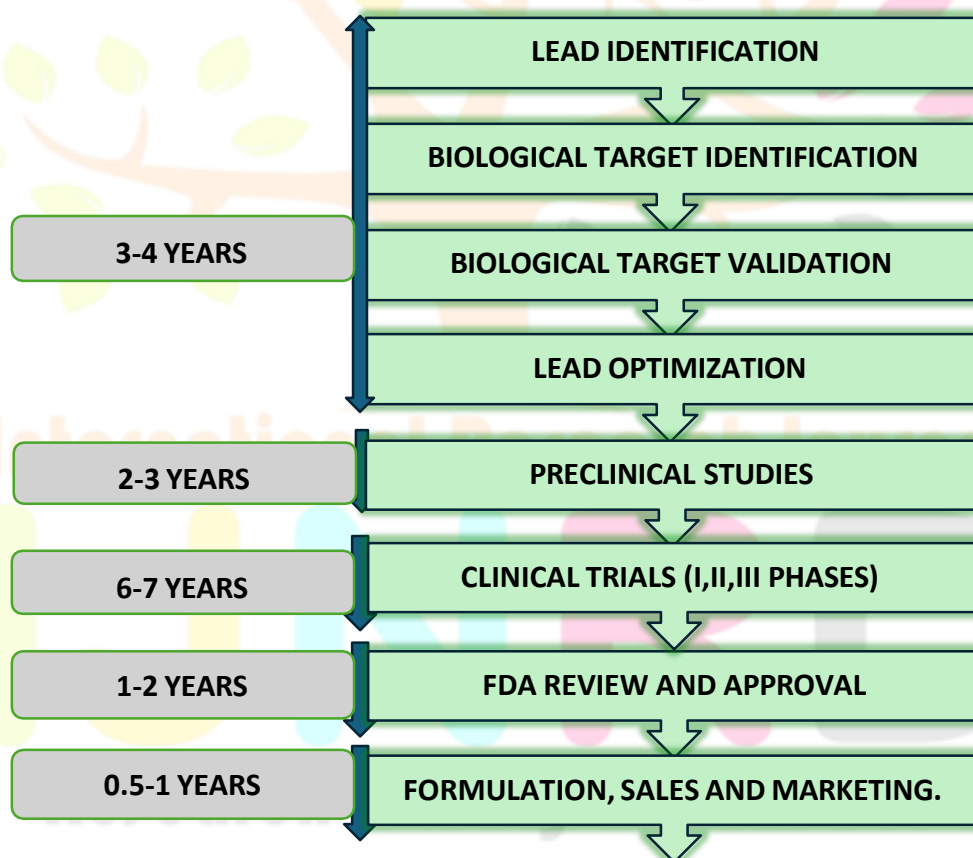 LEAD IDENTIFICATION
BIOLOGICAL TARGET IDENTIFICATION
3-4 YEARS
BIOLOGICAL TARGET VALIDATION
LEAD OPTIMIZATION
2-3 YEARS
PRECLINICAL STUDIES
6-7 YEARS
CLINICAL TRIALS (I,II,III PHASES)
1-2 YEARS
FDA REVIEW AND APPROVAL
0.5-1 YEARS
FORMULATION, SALES AND MARKETING.